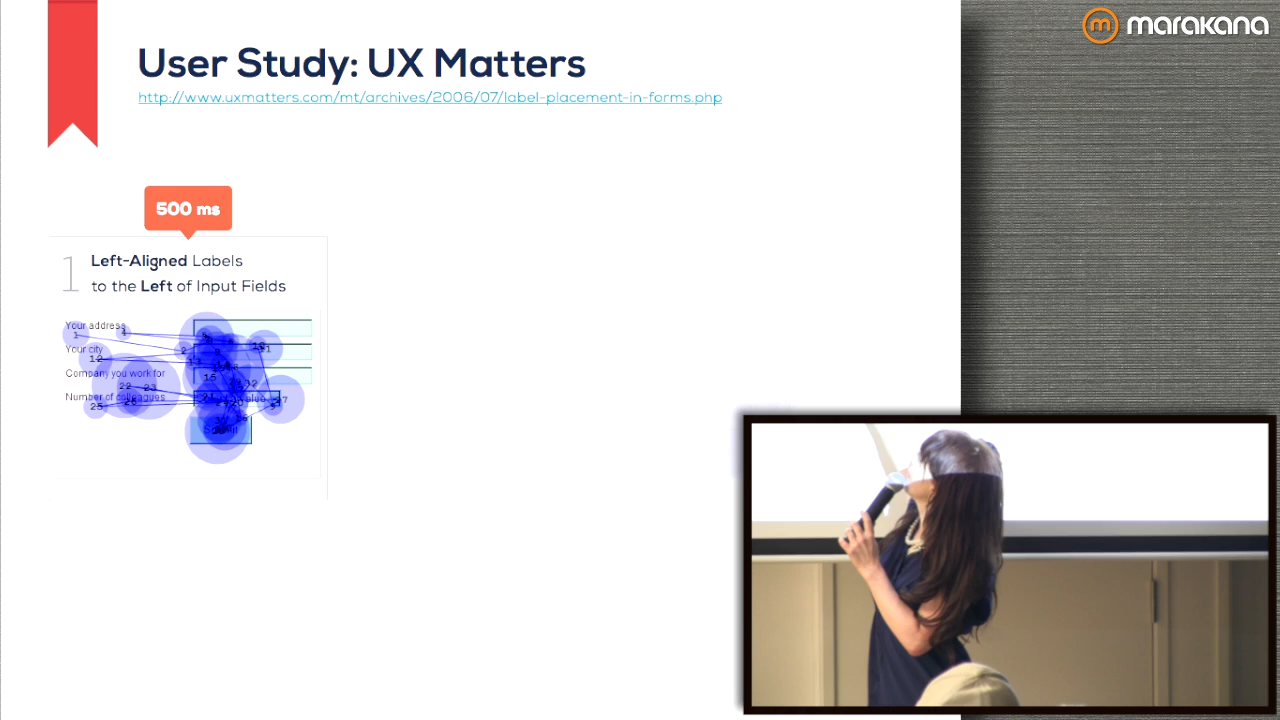 User Study: UX Matters
http://www.uxmatters.com/mt/archives/2006/07/label-placement-in-forms.php
marakana
500 ms
1 Left-Aligned Labels
to the Left of Input Fields
Your address
Your city
Company you work for
Number of colleagues